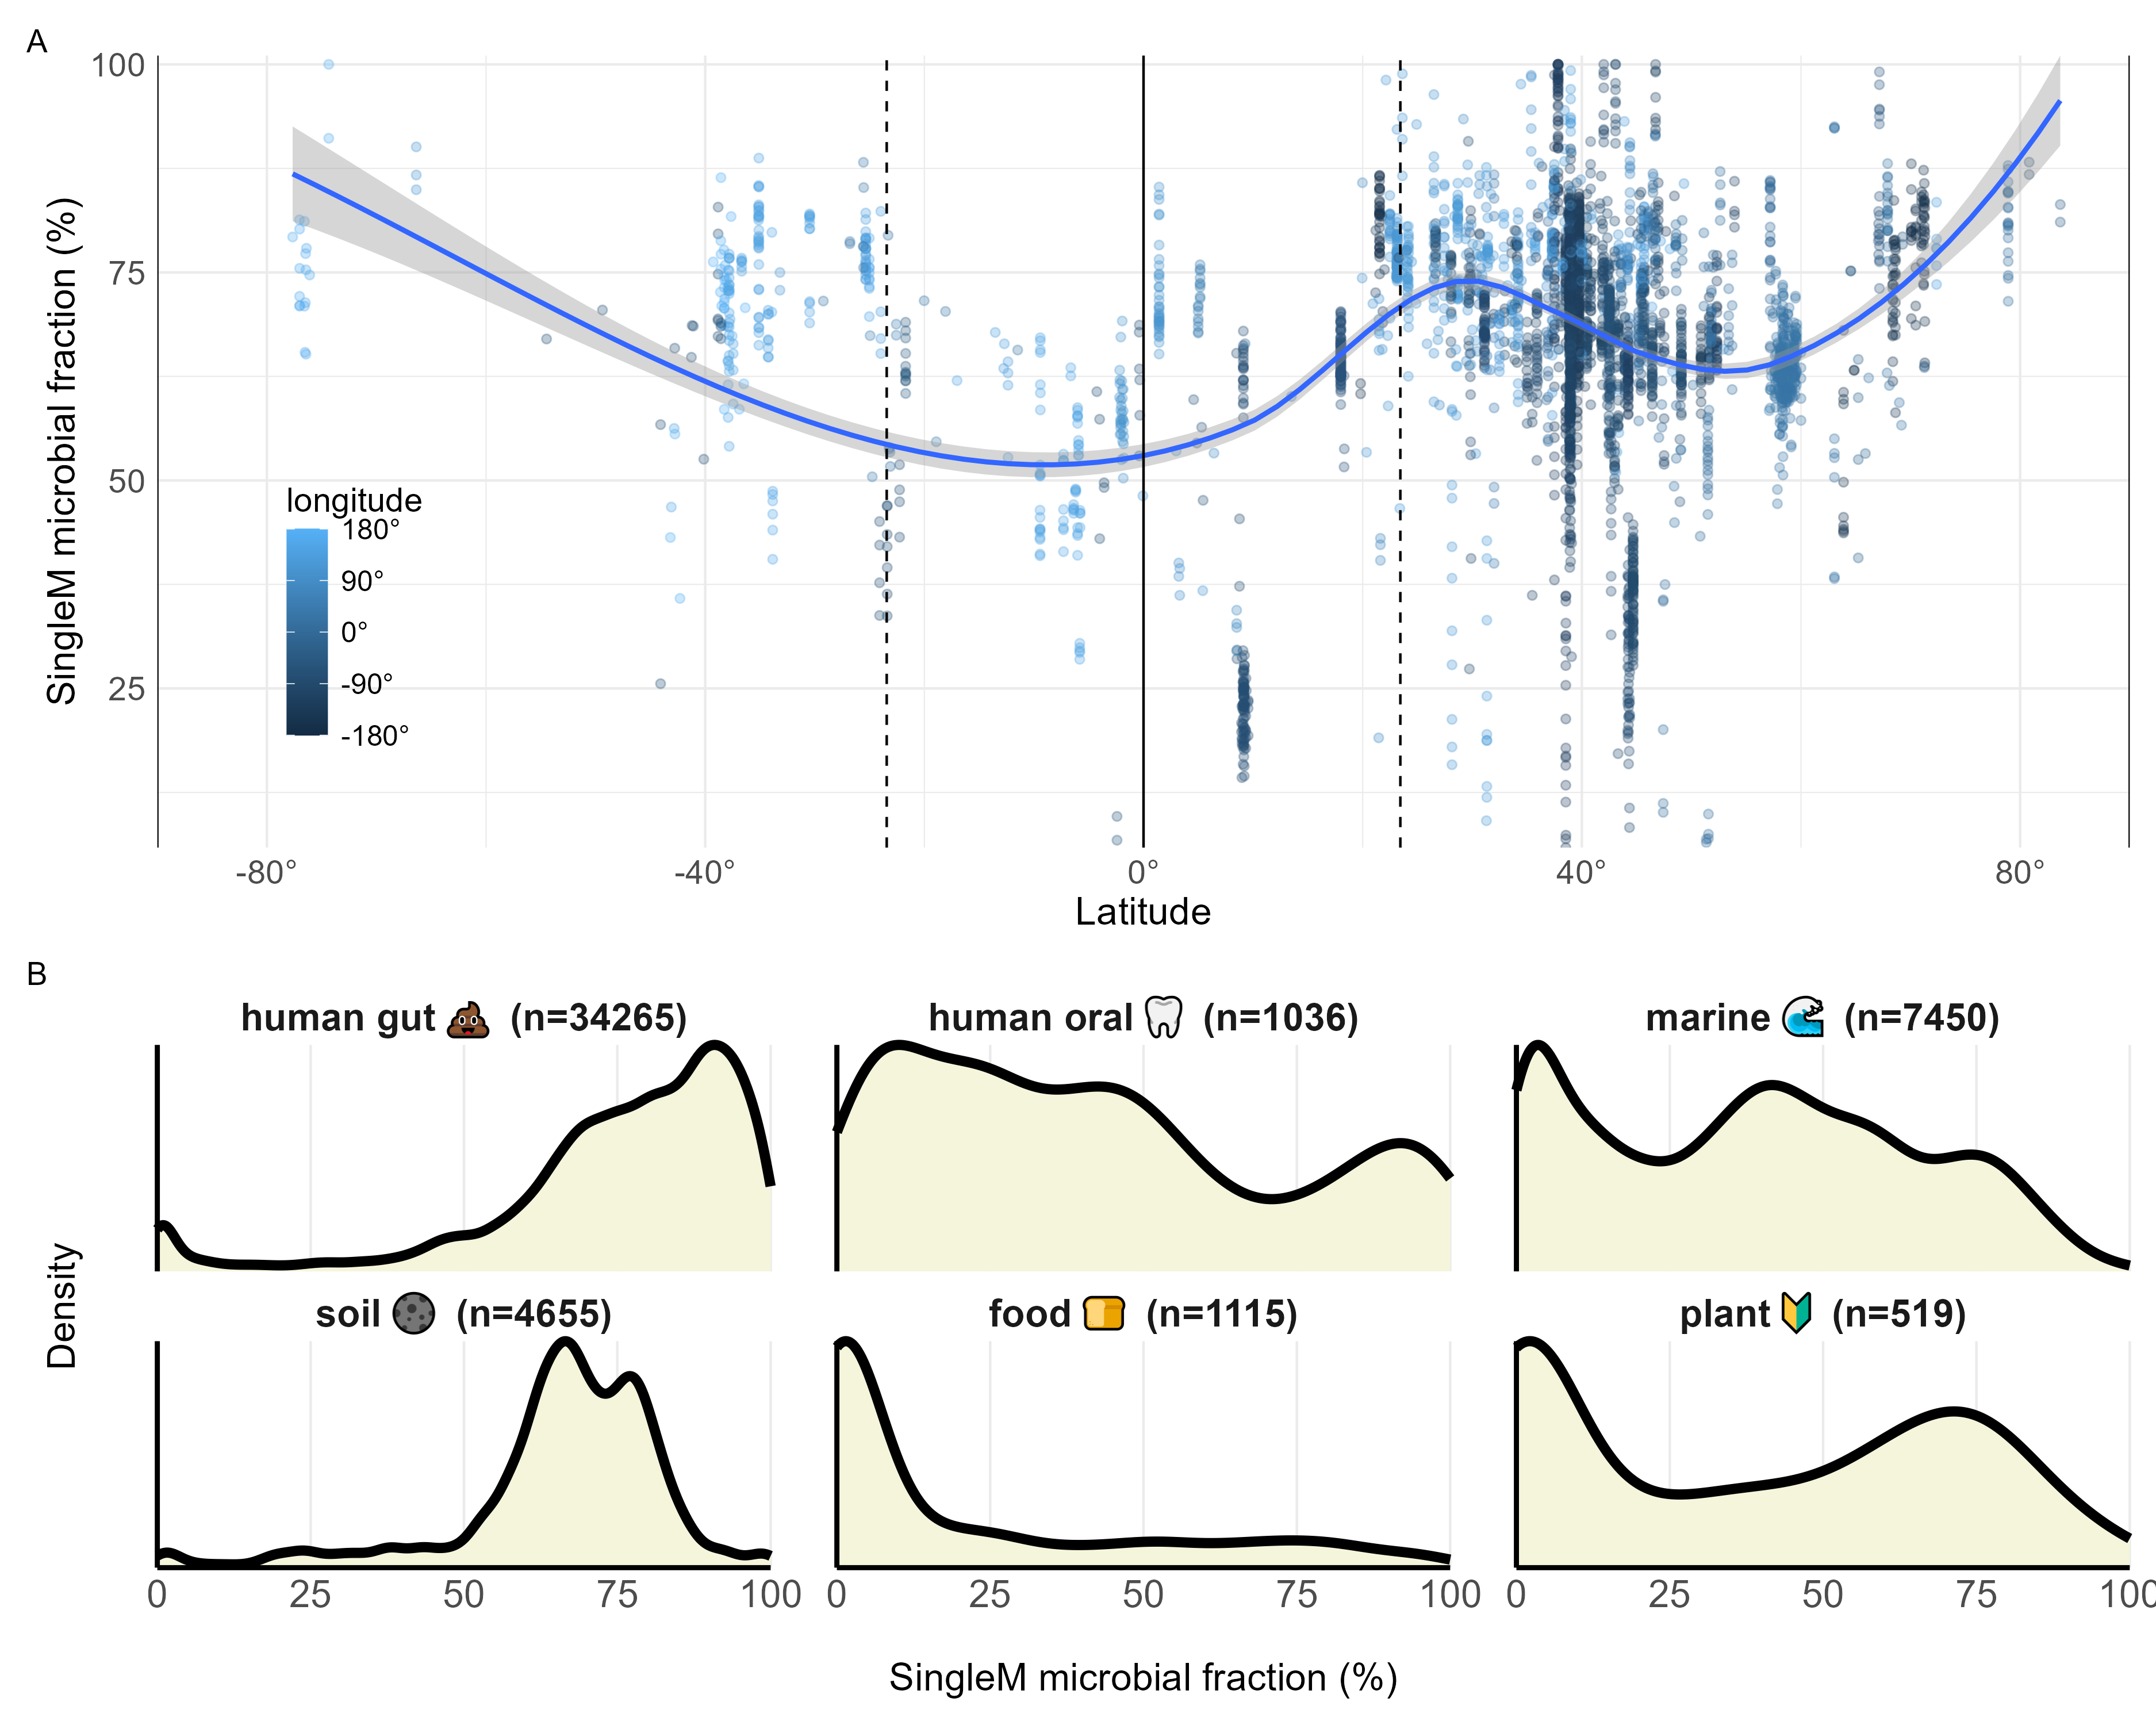 A
SingleM microbial fraction (%)
100
75
50
25
longitude
180°
90°
0°
-90°
-180°
-80°
-40°
0°
40°
80°
Latitude
B
human gut 💩 (n=34265)
human oral 🦷 (n=1036)
marine 🌊 (n=7450)
Density
soil 🌑 (n=4655)
food 🍞 (n=1115)
plant 🔰 (n=519)
0 25 50 75 100
0 25 50 75 100
0 25 50 75 100
SingleM microbial fraction (%)